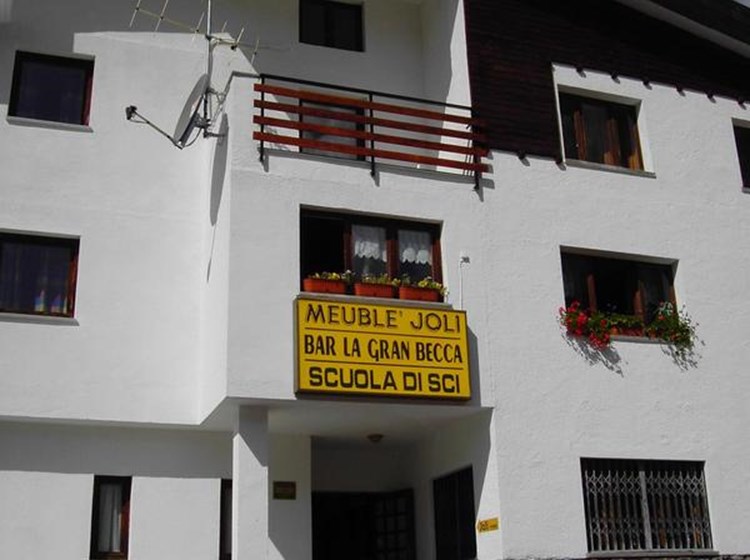 MEUBLE' JOLI
BAR LA GRAN BECCA
SCUOLA DI SCI